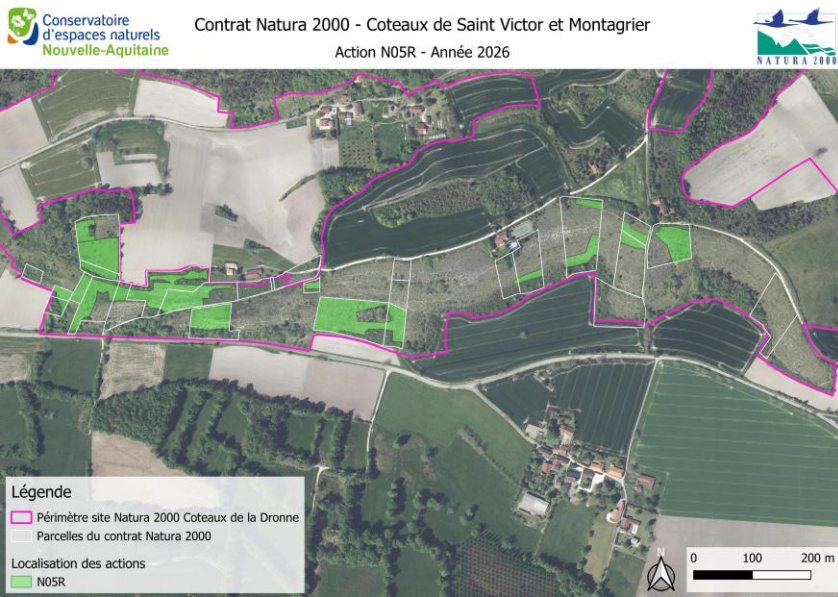 Conservatoire
d'espaces naturels
Nouvelle-Aquitaine
Contrat Natura 2000 - Coteaux de Saint Victor et Montagrier
Action N05R - Année 2026
NATURA 2000
Légende
Périmètre site Natura 2000 Coteaux de la Dronne
Parcelles du contrat Natura 2000
Localisation des actions
N05R
N
0 100 200 m